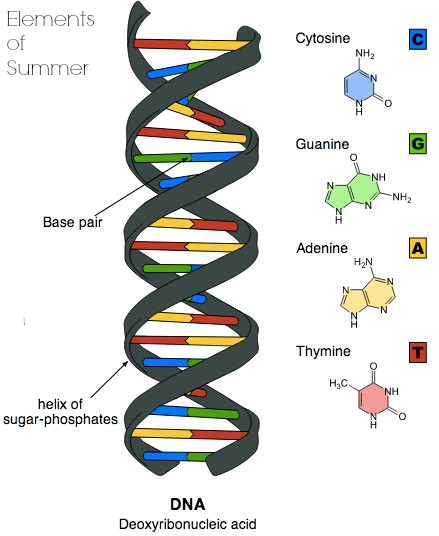 Elements
of
Summer
Cytosine C
NH₂
N
N
H
O
Guanine G
O
N
NH
N
H
N
NH₂
Base pair
Adenine A
H₂N
N
N
N
H
N
Thymine T
O
H₃C
NH
N
H
O
helix of
sugar-phosphates
DNA
Deoxyribonucleic acid